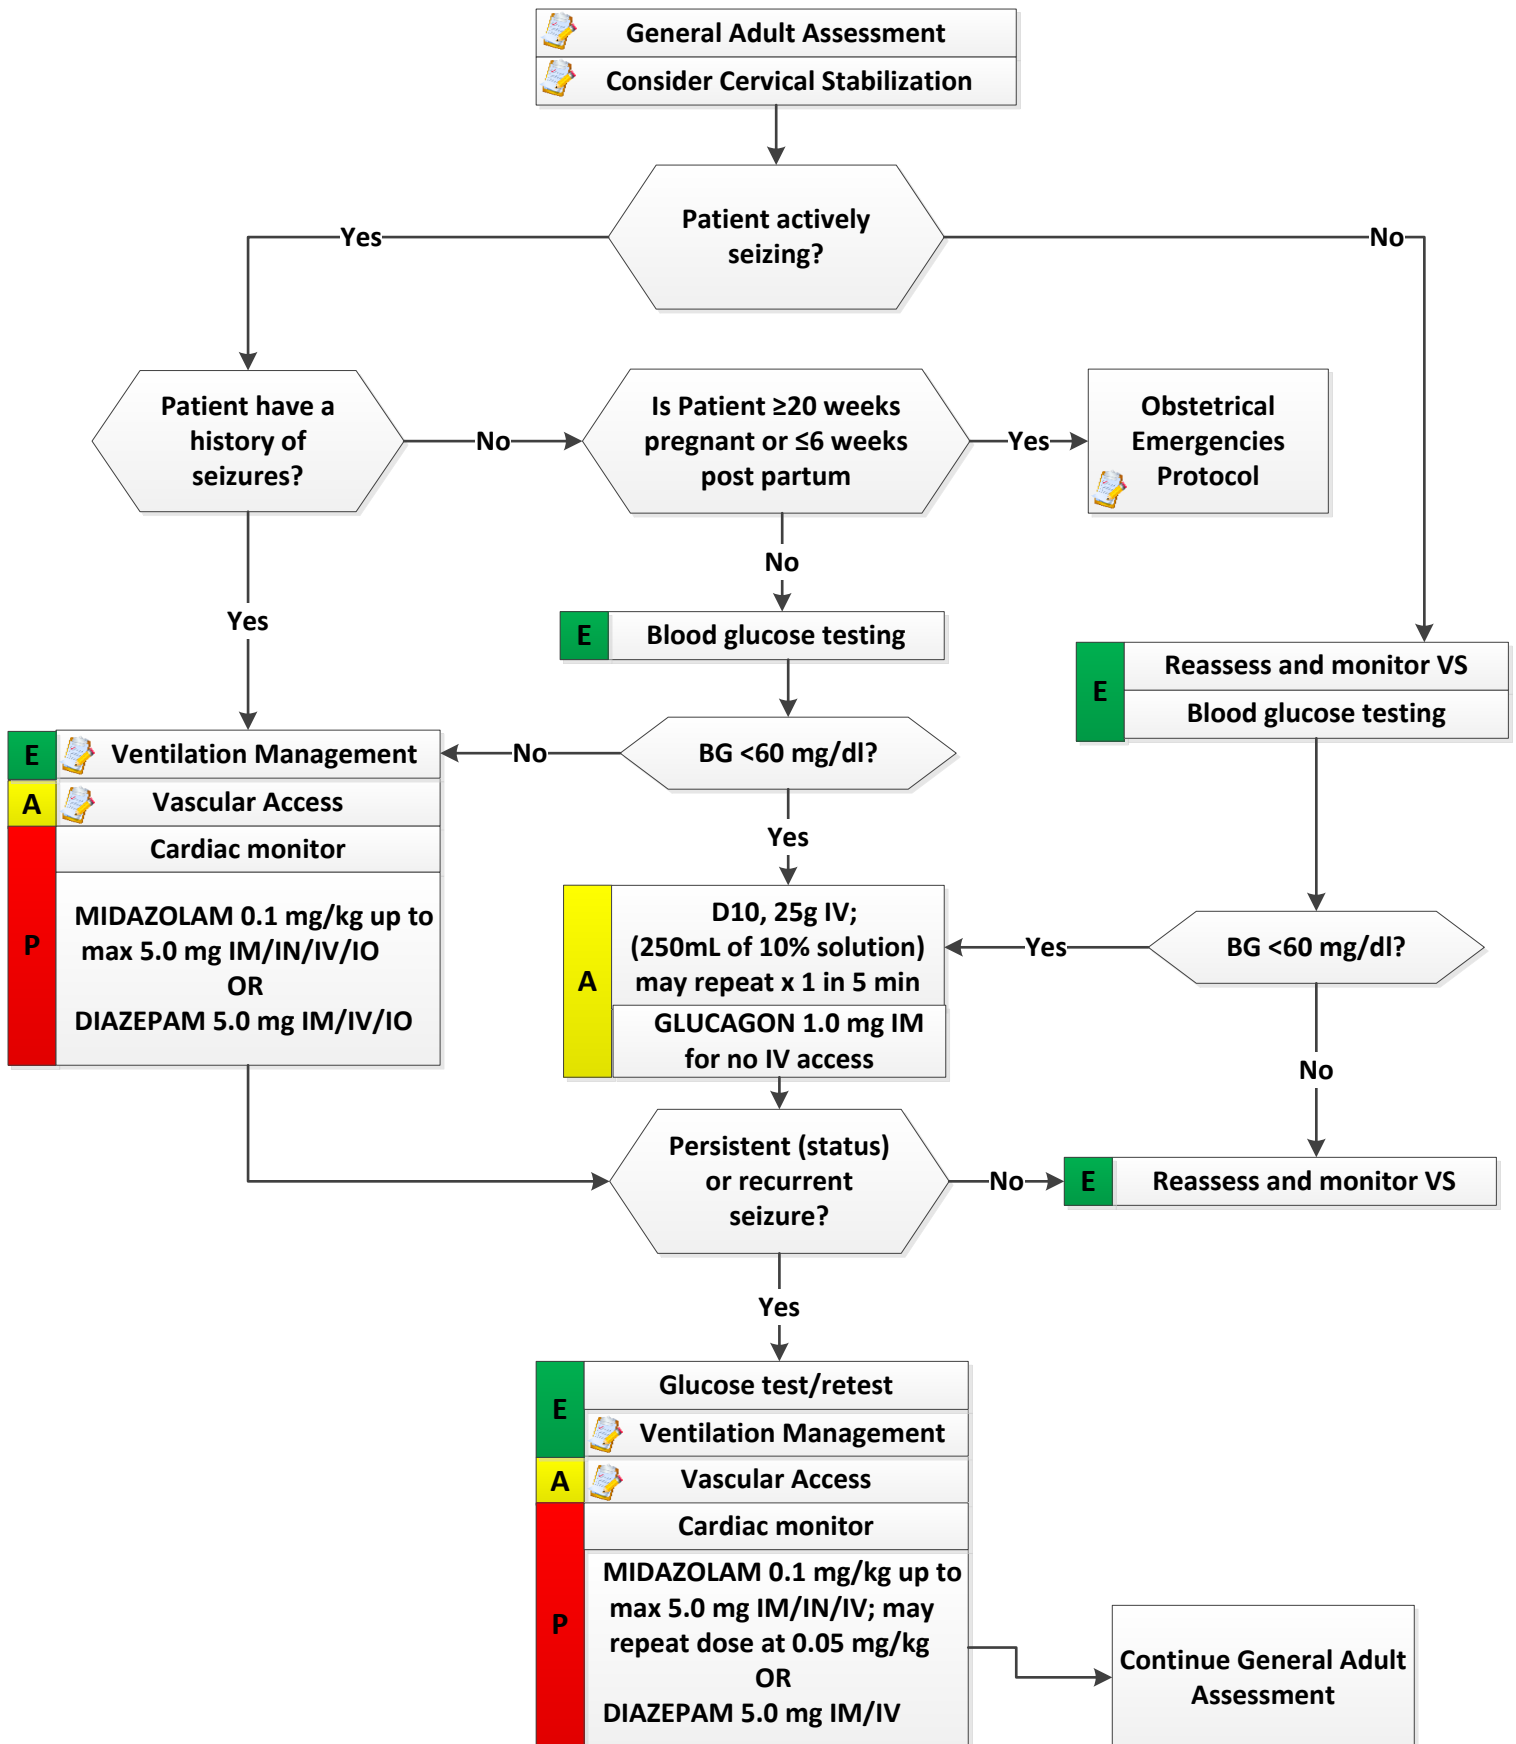 General Adult Assessment
Consider Cervical Stabilization
Patient actively
seizing?
Yes
No
Patient have a
history of
seizures?
No
Is Patient ≥20 weeks
pregnant or ≤6 weeks
post partum
Yes
Obstetrical
Emergencies
Protocol
No
Yes
E
Blood glucose testing
E
Reassess and monitor VS
Blood glucose testing
E
Ventilation Management
A
Vascular Access
P
Cardiac monitor
MIDAZOLAM 0.1 mg/kg up to
max 5.0 mg IM/IN/IV/IO
OR
DIAZEPAM 5.0 mg IM/IV/IO
No
BG <60 mg/dl?
Yes
A
D10, 25g IV;
(250mL of 10% solution)
may repeat x 1 in 5 min
GLUCAGON 1.0 mg IM
for no IV access
Yes
BG <60 mg/dl?
No
Persistent (status)
or recurrent
seizure?
No
E
Reassess and monitor VS
Yes
E
Glucose test/retest
Ventilation Management
A
Vascular Access
P
Cardiac monitor
MIDAZOLAM 0.1 mg/kg up to
max 5.0 mg IM/IN/IV; may
repeat dose at 0.05 mg/kg
OR
DIAZEPAM 5.0 mg IM/IV
Continue General Adult
Assessment